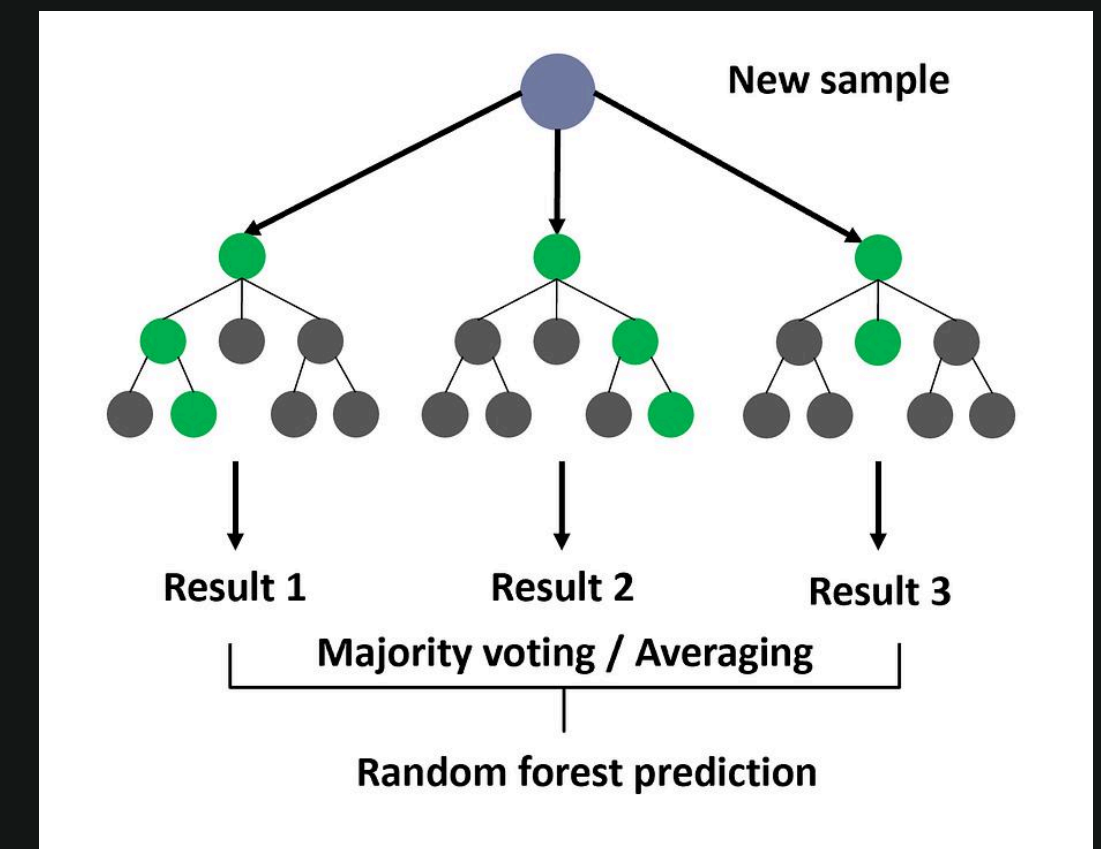 New sample
Result 1
Result 2
Result 3
Majority voting / Averaging
Random forest prediction